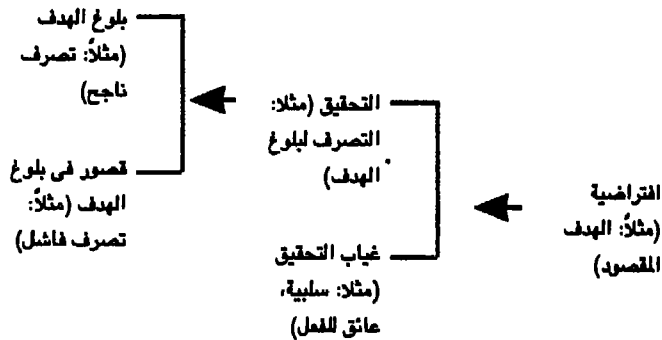 افتراضية
(مثلاً: الهدف
المقصود)
التحقيق (مثلا:
التصرف لبلوغ
الهدف)
غياب التحقيق
(مثلا: سلبية،
عائق للفعل)
بلوغ الهدف
(مثلاً: تصرف
ناجح)
قصور فى بلوغ
الهدف (مثلاً:
تصرف فاشل)